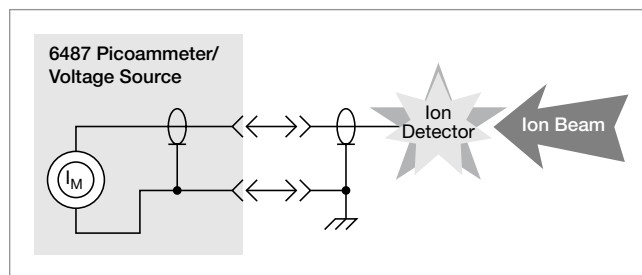 6487 Picoammeter/
Voltage Source
Ion
Detector
Ion Beam
IM